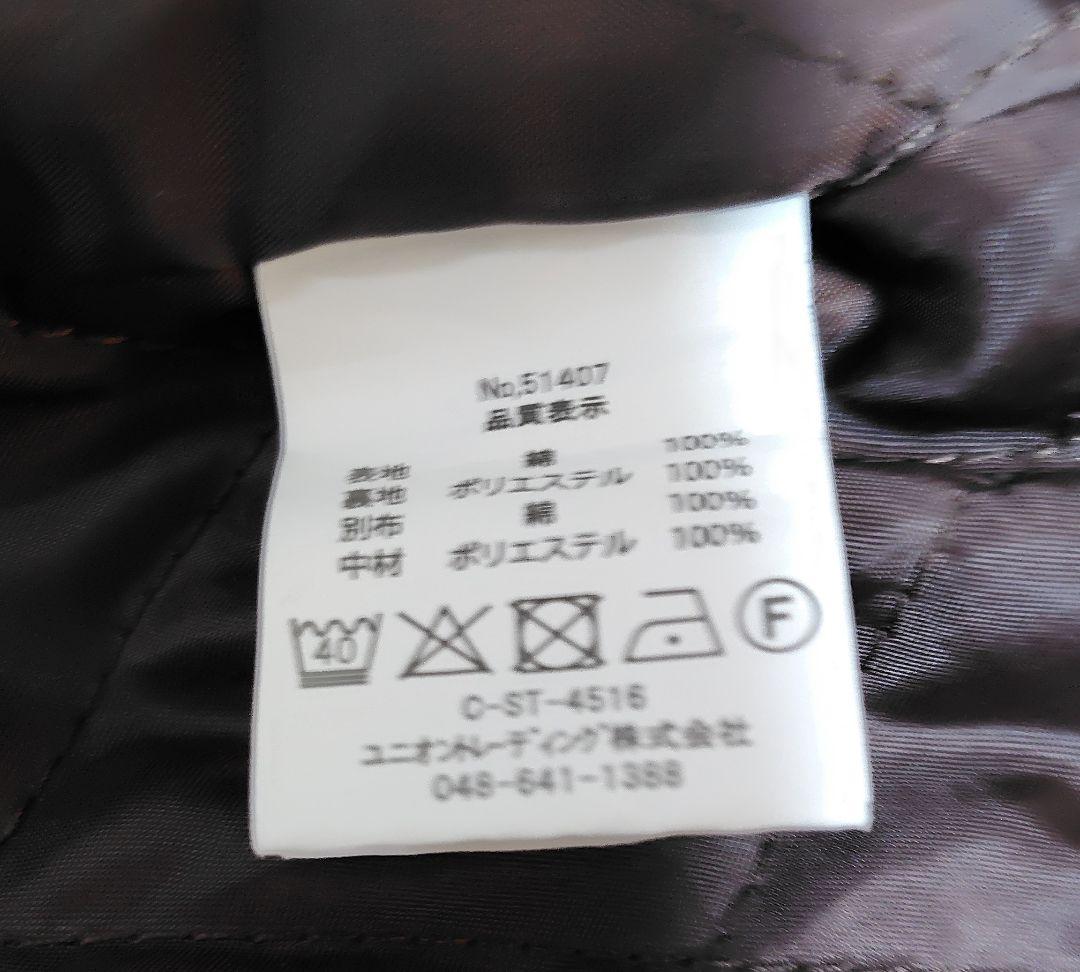 No.51407
品質表示
表地 綿 100%
裏地 ポリエステル 100%
別布 綿 100%
中材 ポリエステル 100%
40 F
C-ST-4516
ユニオントレーディング株式会社
048-641-1388